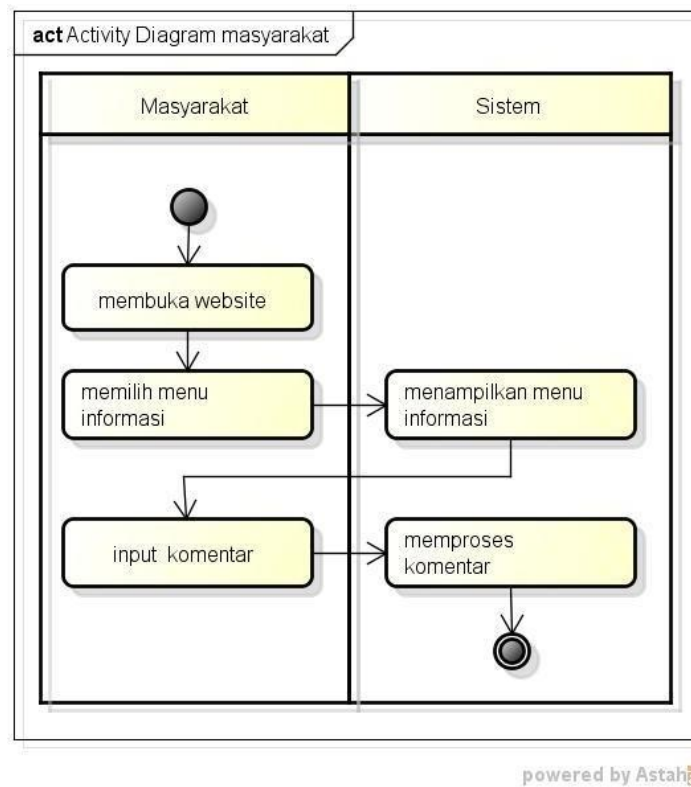 act Activity Diagram masyarakat
Masyarakat
Sistem
membuka website
memilih menu
informasi
menampilkan menu
informasi
input komentar
memproses
komentar
powered by Astah